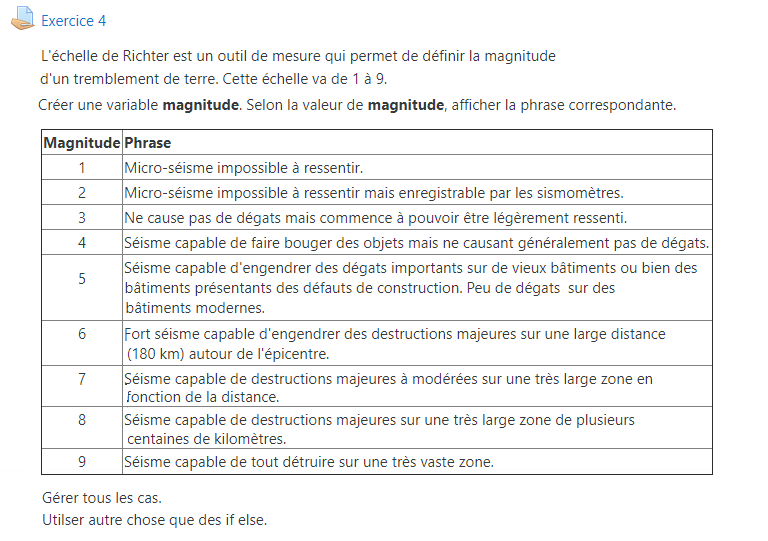 Exercice 4
L'échelle de Richter est un outil de mesure qui permet de définir la magnitude
d'un tremblement de terre. Cette échelle va de 1 à 9.
Créer une variable magnitude. Selon la valeur de magnitude, afficher la phrase correspondante.
Magnitude Phrase
1 Micro-séisme impossible à ressentir.
2 Micro-séisme impossible à ressentir mais enregistrable par les sismomètres.
3 Ne cause pas de dégats mais commence à pouvoir être légèrement ressenti.
4 Séisme capable de faire bouger des objets mais ne causant généralement pas de dégats.
5 Séisme capable d'engendrer des dégats importants sur de vieux bâtiments ou bien des
bâtiments présentants des défauts de construction. Peu de dégats sur des
bâtiments modernes.
6 Fort séisme capable d'engendrer des destructions majeures sur une large distance
(180 km) autour de l'épicentre.
7 Séisme capable de destructions majeures à modérées sur une très large zone en
fonction de la distance.
8 Séisme capable de destructions majeures sur une très large zone de plusieurs
centaines de kilomètres.
9 Séisme capable de tout détruire sur une très vaste zone.
Gérer tous les cas.
Utilser autre chose que des if else.